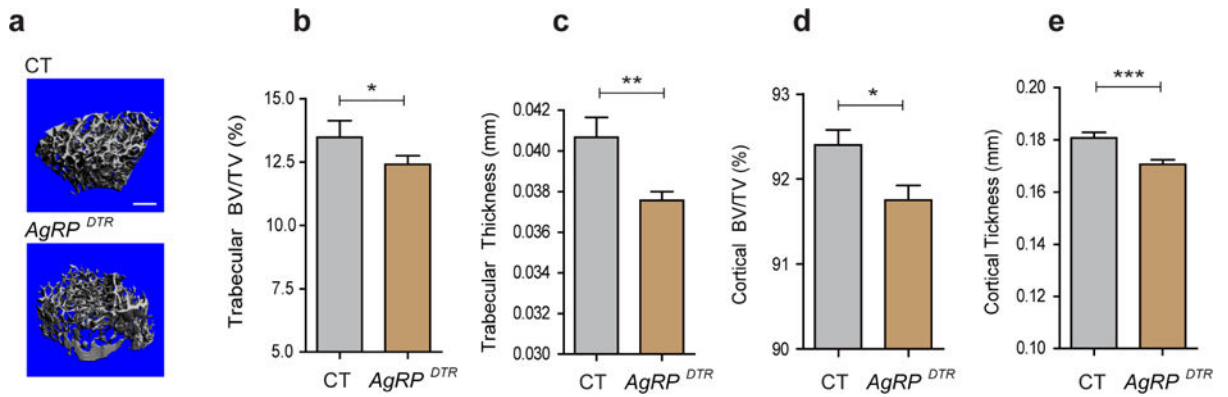 a
CT
AgRP DTR
b
Trabecular BV/TV (%)
15.0
12.5
10.0
7.5
5.0
*
CT AgRP DTR
c
Trabecular Thickness (mm)
0.042
0.040
0.038
0.036
0.034
0.032
0.030
**
CT AgRP DTR
d
Cortical BV/TV (%)
93
92
91
90
*
CT AgRP DTR
e
Cortical Tickness (mm)
0.20
0.18
0.16
0.14
0.12
0.10
***
CT AgRP DTR